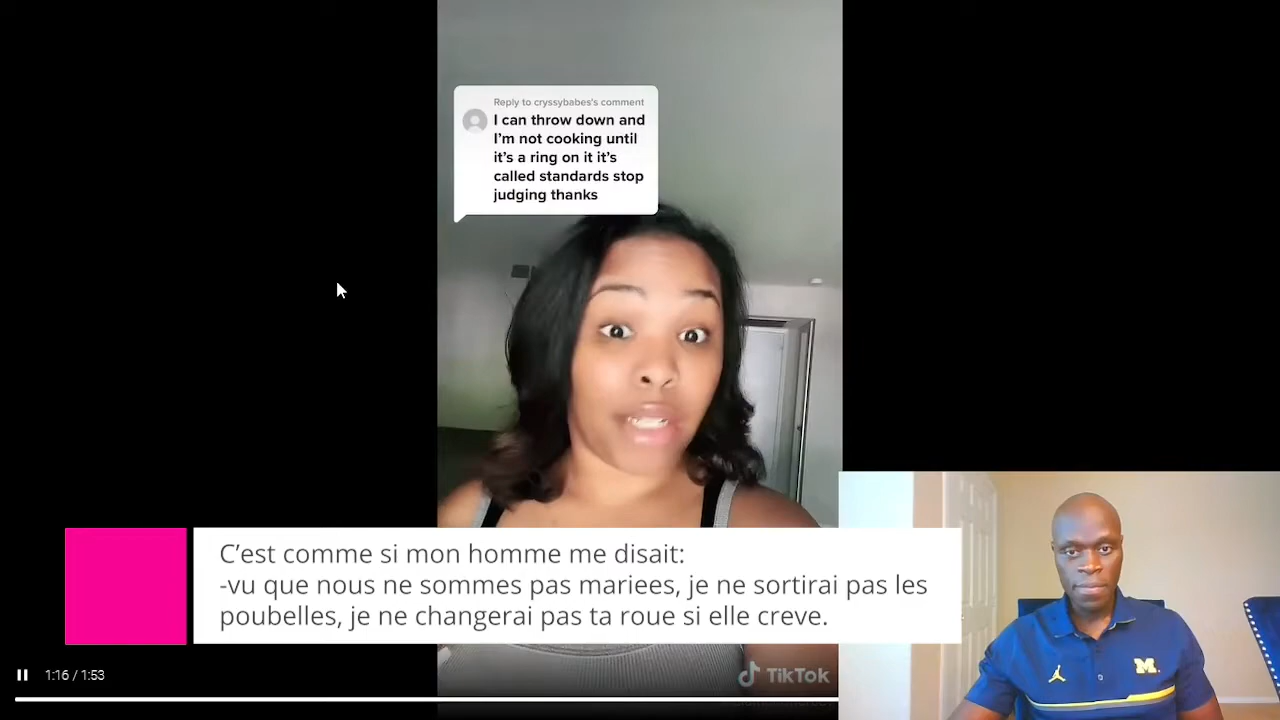 Reply to cryssybabes's comment
I can throw down and
I'm not cooking until
it's a ring on it it's
called standards stop
judging thanks
C'est comme si mon homme me disait:
-vu que nous ne sommes pas mariees, je ne sortirai pas les
poubelles, je ne changerai pas ta roue si elle creve.
1:16 / 1:53
TikTok
M